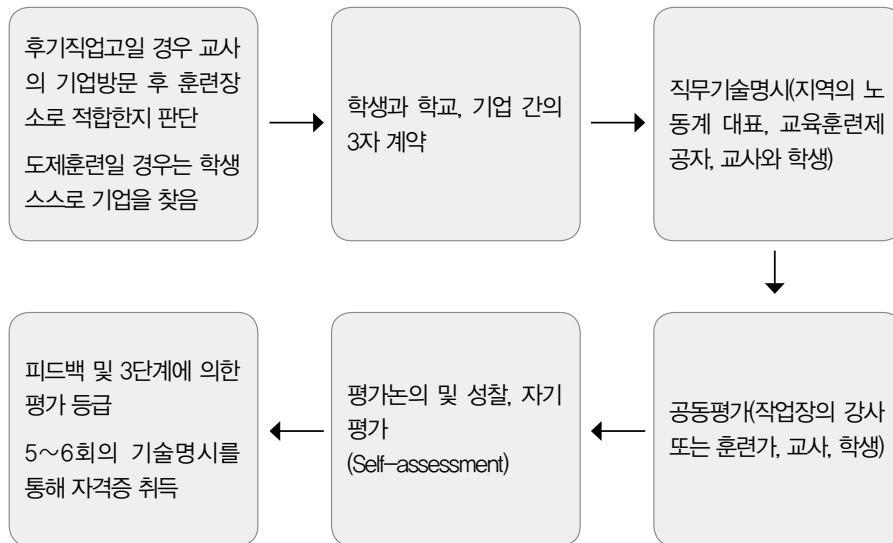 후기직업고일 경우 교사
의 기업방문 후 훈련장
소로 적합한지 판단
도제훈련일 경우는 학생
스스로 기업을 찾음
학생과 학교, 기업 간의
3자 계약
직무기술명시(지역의 노
동계 대표, 교육훈련제
공자, 교사와 학생)
공동평가(작업장의 강사
또는 훈련가, 교사, 학생)
평가논의 및 성찰, 자기
평가
(Self-assessment)
피드백 및 3단계에 의한
평가 등급
5~6회의 기술명시를
통해 자격증 취득